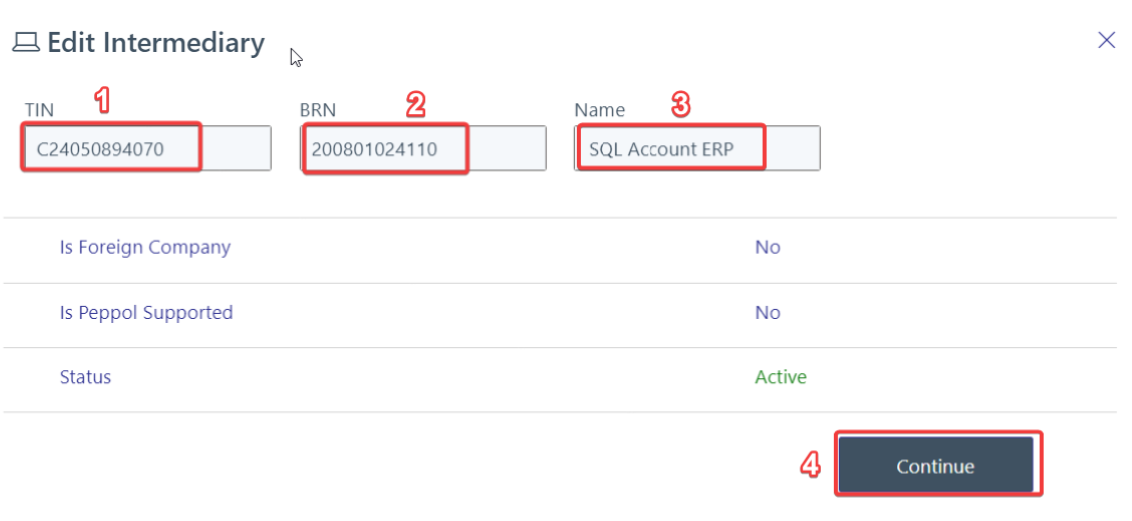 Edit Intermediary
TIN 1 BRN 2 Name 3
C24050894070 200801024110 SQL Account ERP
Is Foreign Company No
Is Peppol Supported No
Status Active
4 Continue